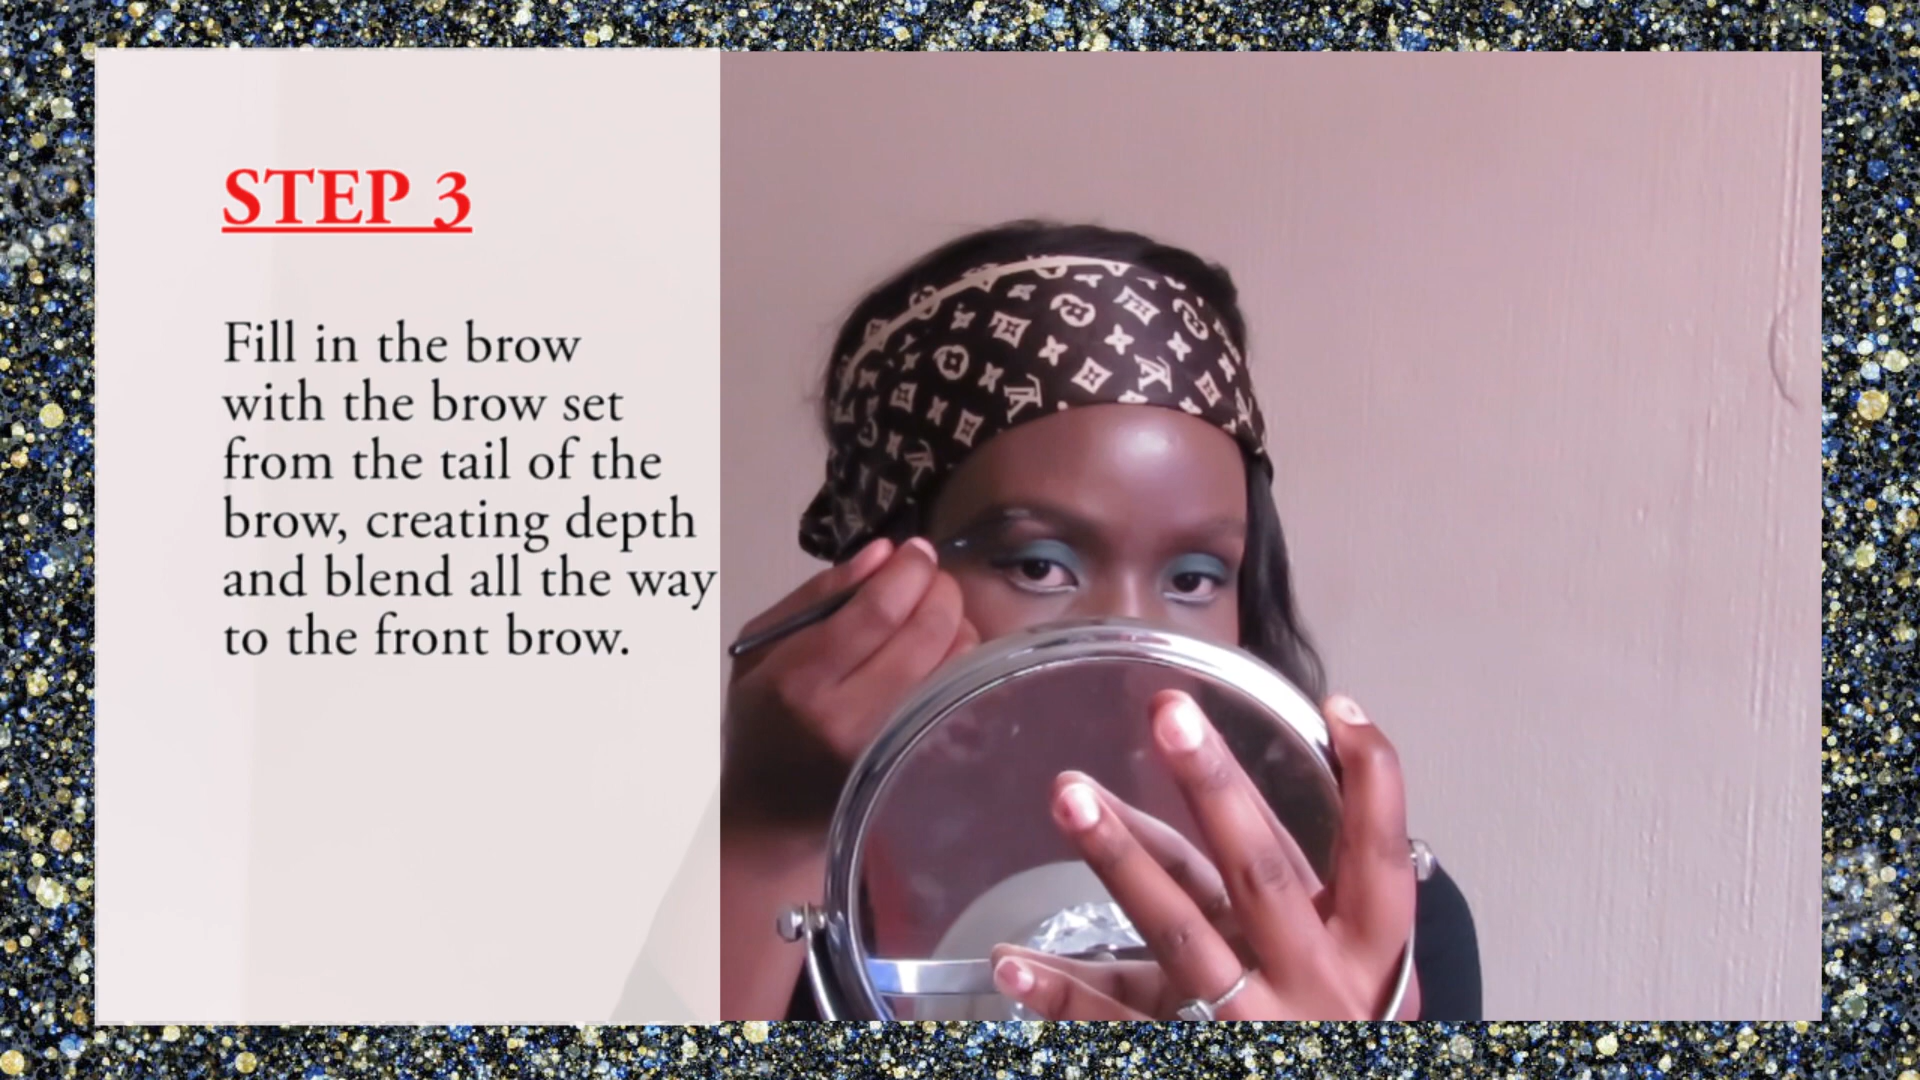 STEP 3
Fill in the brow
with the brow set
from the tail of the
brow, creating depth
and blend all the way
to the front brow.